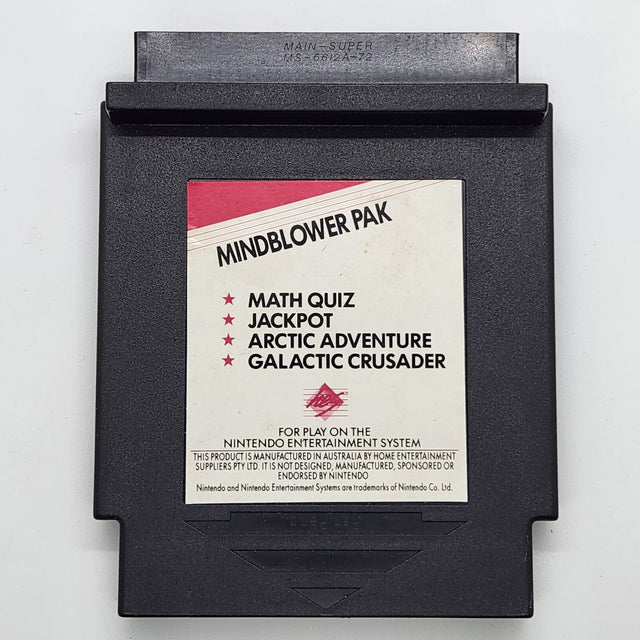 MAIN-SUPER
MS-6612A-72
MINDBLOWER PAK
★ MATH QUIZ
★ JACKPOT
★ ARCTIC ADVENTURE
★ GALACTIC CRUSADER
FOR PLAY ON THE
NINTENDO ENTERTAINMENT SYSTEM
THIS PRODUCT IS MANUFACTURED IN AUSTRALIA BY HOME ENTERTAINMENT
SUPPLIERS PTY LTD. IT IS NOT DESIGNED, MANUFACTURED, SPONSORED OR
ENDORSED BY NINTENDO
Nintendo and Nintendo Entertainment Systems are trademarks of Nintendo Co. Ltd.